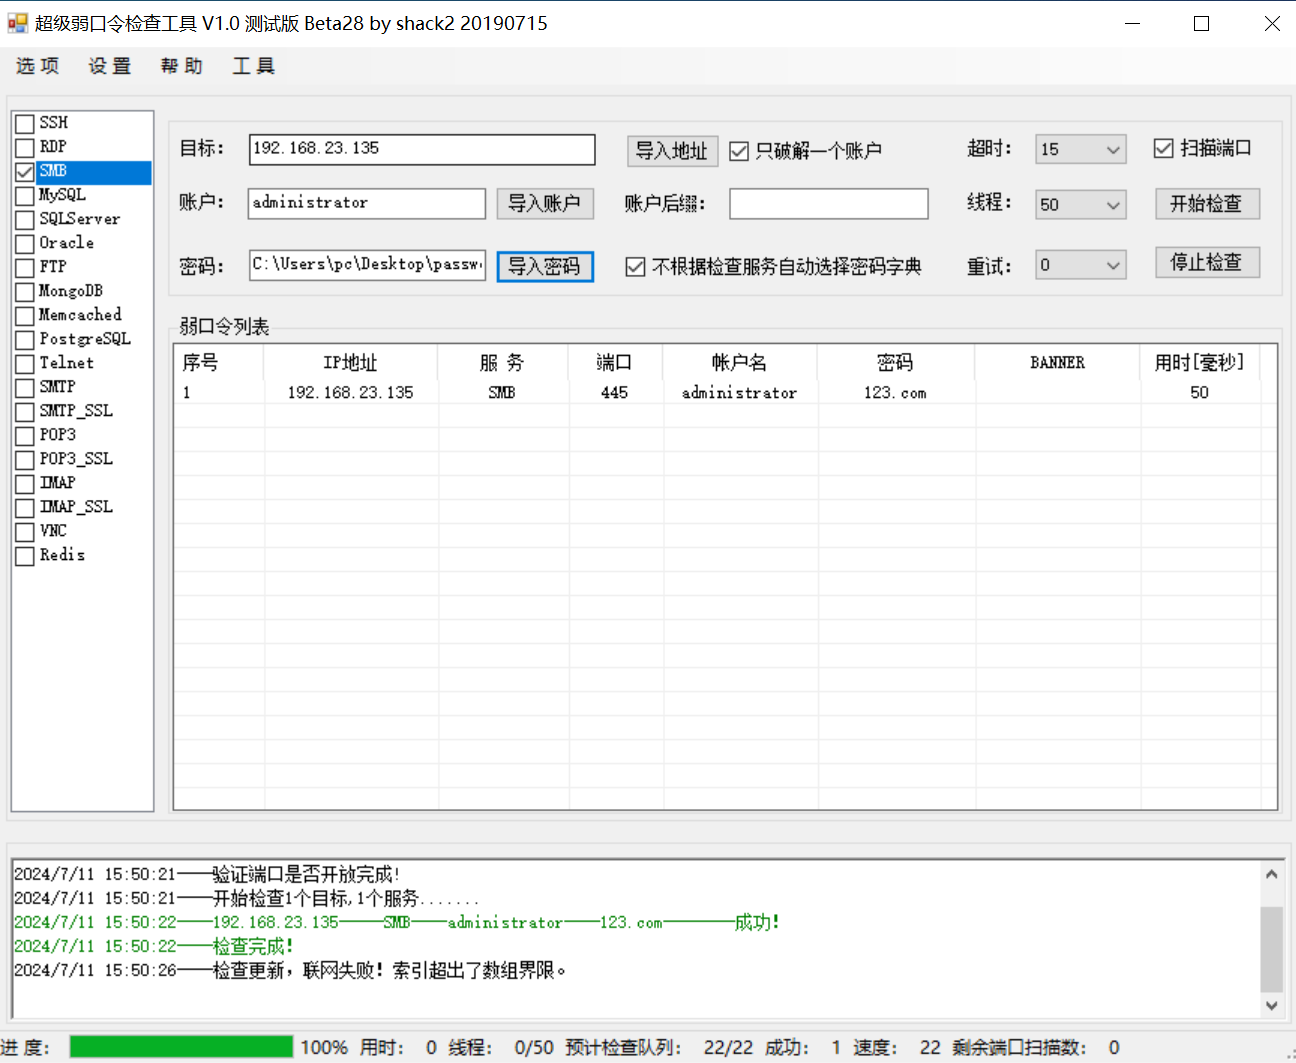 超级弱口令检查工具 V1.0 测试版 Beta28 by shack2 20190715
选项 设置 帮助 工具
SSH
RDP
SMB
MySQL
SQLServer
Oracle
FTP
MongoDB
Memcached
PostgreSQL
Telnet
SMTP
SMTP_SSL
POP3
POP3_SSL
IMAP
IMAP_SSL
VNC
Redis
目标: 192.168.23.135 导入地址 只破解一个账户 超时: 15 扫描端口
账户: administrator 导入账户 账户后缀: 线程: 50 开始检查
密码: C:\Users\pc\Desktop\passw 导入密码 不根据检查服务自动选择密码字典 重试: 0 停止检查
弱口令列表
序号 IP地址 服 务 端口 帐户名 密码 BANNER 用时[毫秒]
1 192.168.23.135 SMB 445 administrator 123.com 50
2024/7/11 15:50:21——验证端口是否开放完成!
2024/7/11 15:50:21——开始检查1个目标,1个服务.......
2024/7/11 15:50:22——192.168.23.135————SMB——administrator——123.com————成功!
2024/7/11 15:50:22——检查完成!
2024/7/11 15:50:26——检查更新，联网失败！索引超出了数组界限。
进度: 100% 用时: 0 线程: 0/50 预计检查队列: 22/22 成功: 1 速度: 22 剩余端口扫描数: 0